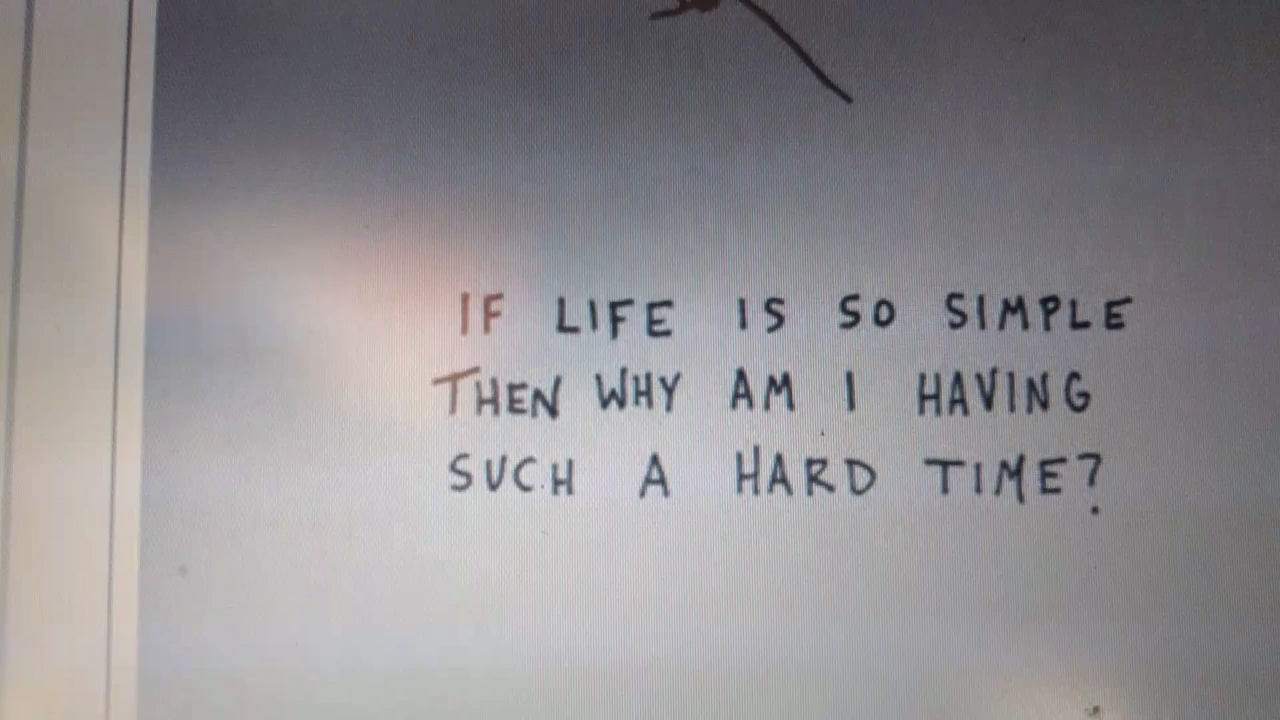 IF LIFE IS SO SIMPLE
THEN WHY AM I HAVING
SUCH A HARD TIME?